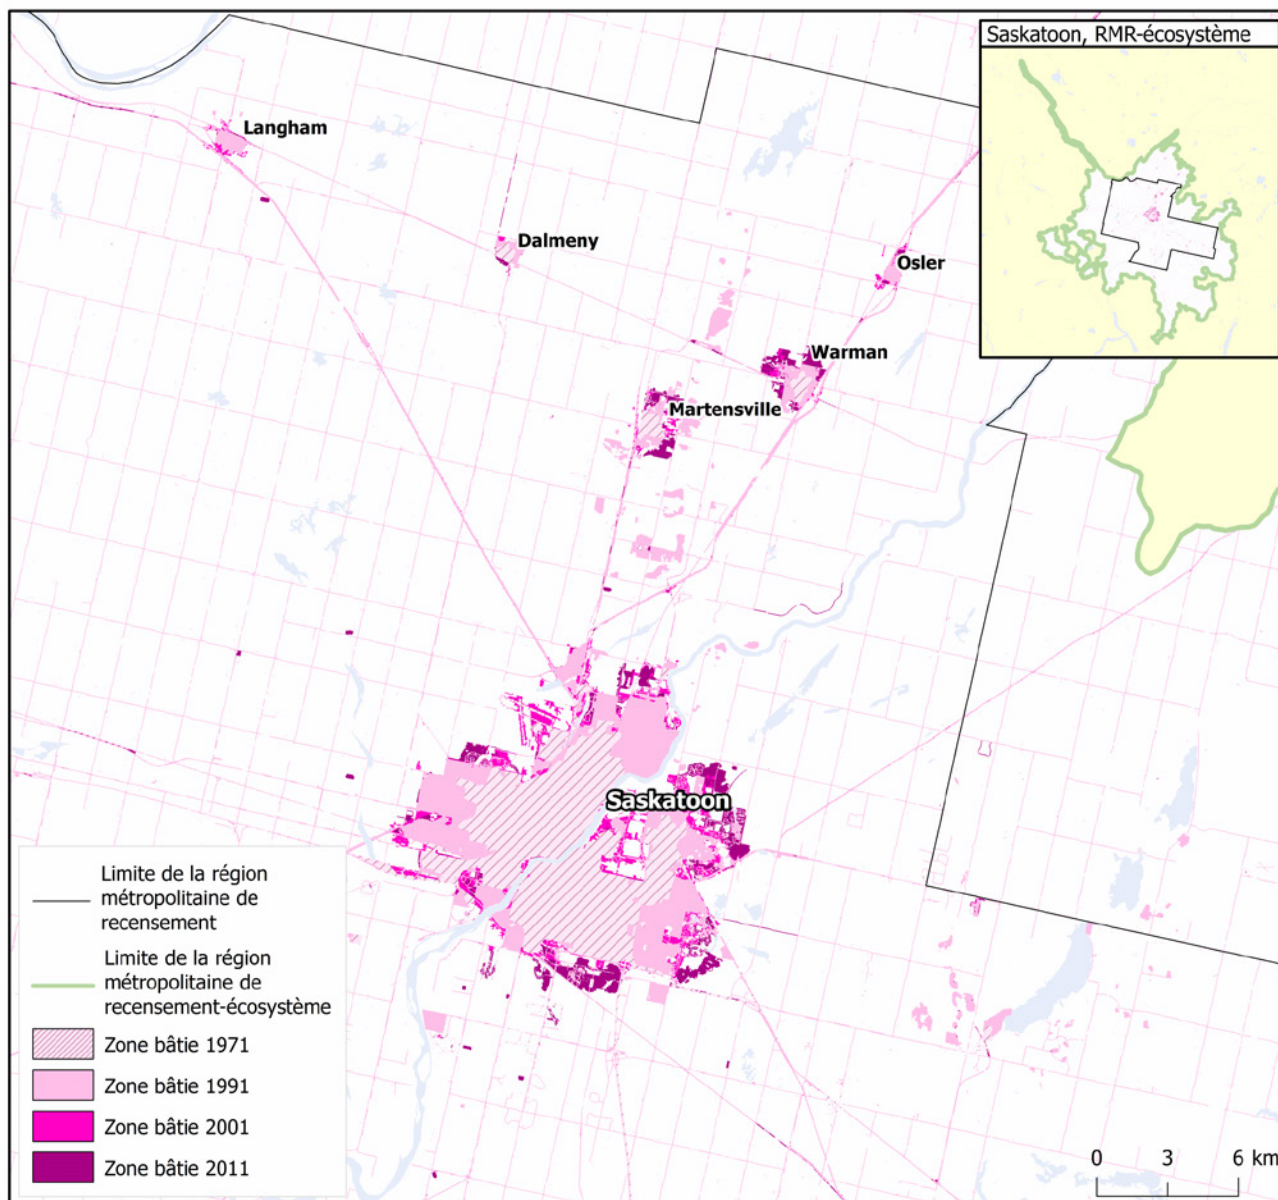 Saskatoon, RMR-écosystème
Langham
Dalmeny
Osler
Warman
Martensville
Saskatoon
Limite de la région
métropolitaine de
recensement
Limite de la région
métropolitaine de
recensement-écosystème
Zone bâtie 1971
Zone bâtie 1991
Zone bâtie 2001
Zone bâtie 2011
0 3 6 km